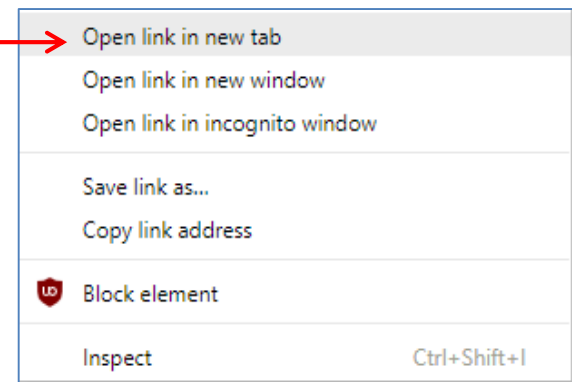 Open link in new tab
Open link in new window
Open link in incognito window
Save link as...
Copy link address
Block element
Inspect Ctrl+Shift+I